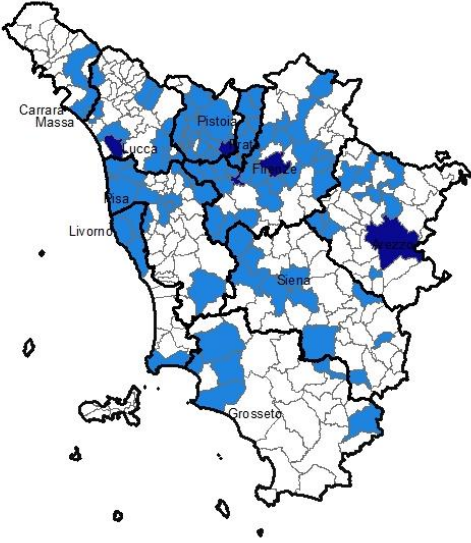 Carrara
Massa
Pistoia
Prato
Lucca
Firenze
Pisa
Livorno
Arezzo
Siena
Grosseto